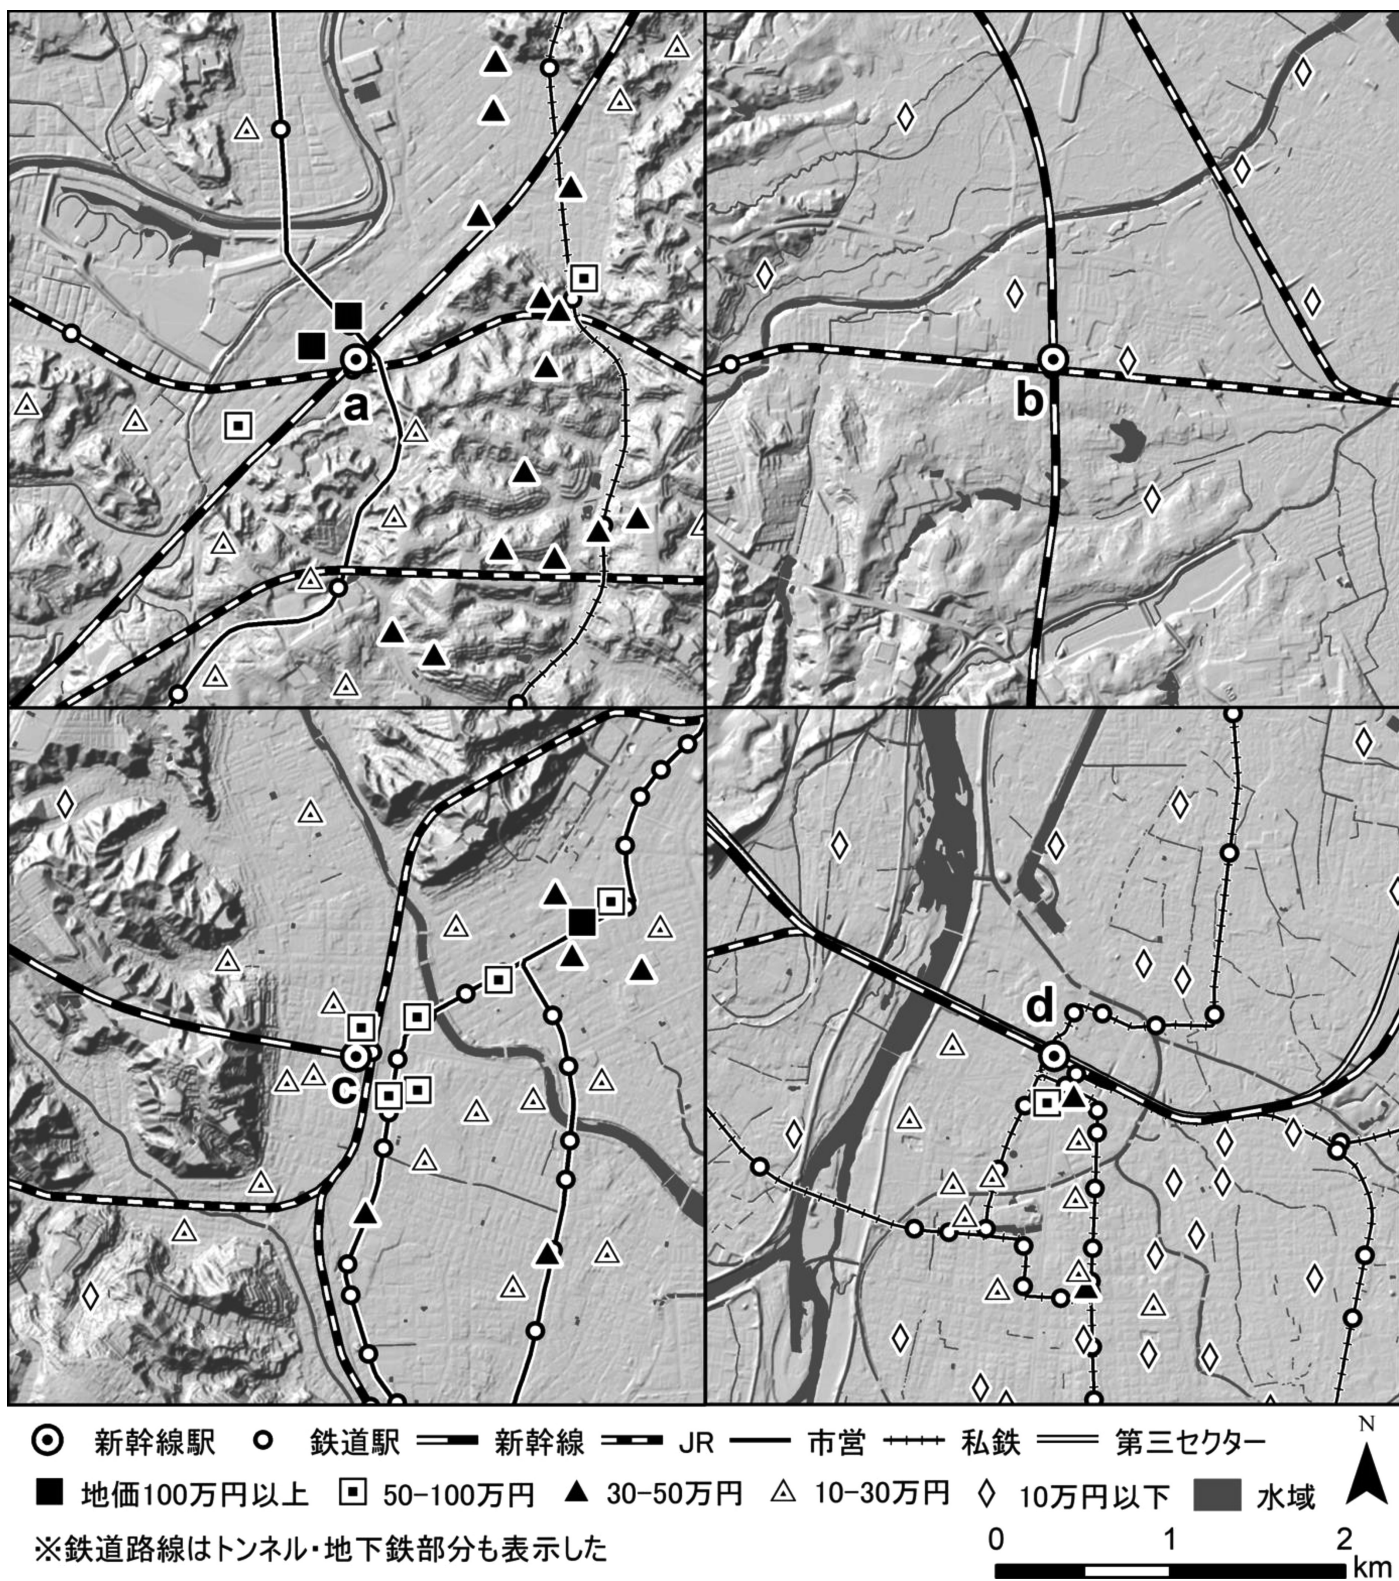 a
b
c
d
新幹線駅 鉄道駅 新幹線 JR 市営 私鉄 第三セクター
地価100万円以上 50-100万円 30-50万円 10-30万円 10万円以下 水域
※鉄道路線はトンネル・地下鉄部分も表示した
N
0 1 2
km